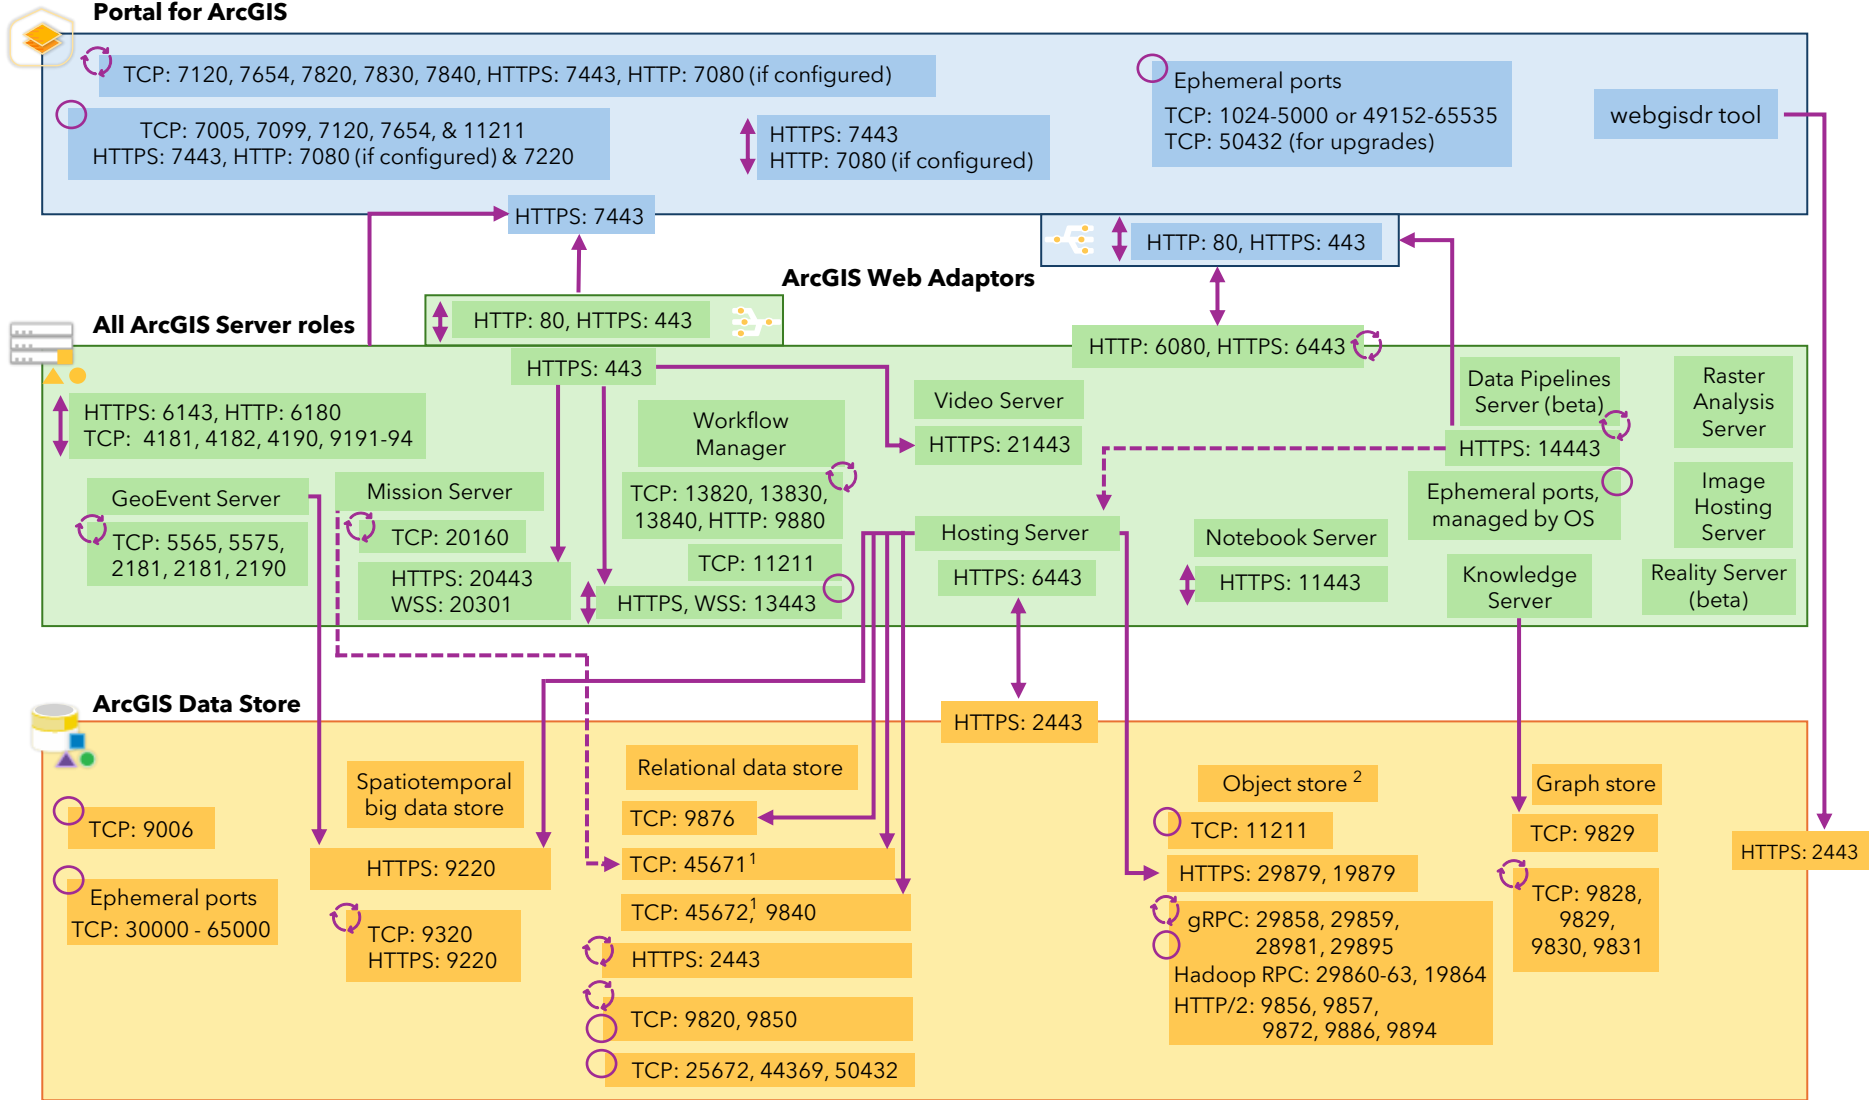 Portal for ArcGIS
TCP: 7120, 7654, 7820, 7830, 7840, HTTPS: 7443, HTTP: 7080 (if configured)
TCP: 7005, 7099, 7120, 7654, & 11211
HTTPS: 7443, HTTP: 7080 (if configured) & 7220
HTTPS: 7443
HTTP: 7080 (if configured)
Ephemeral ports
TCP: 1024-5000 or 49152-65535
TCP: 50432 (for upgrades)
webgisdr tool
HTTPS: 7443
HTTP: 80, HTTPS: 443
ArcGIS Web Adaptors
HTTP: 80, HTTPS: 443
All ArcGIS Server roles
HTTP: 6080, HTTPS: 6443
HTTPS: 443
HTTPS: 6143, HTTP: 6180
TCP:  4181, 4182, 4190, 9191-94
Workflow
Manager
TCP: 13820, 13830,
13840, HTTP: 9880
TCP: 11211
HTTPS, WSS: 13443
Video Server
HTTPS: 21443
Data Pipelines
Server (beta)
HTTPS: 14443
Ephemeral ports,
managed by OS
Raster
Analysis
Server
Image
Hosting
Server
Reality Server
(beta)
GeoEvent Server
TCP: 5565, 5575,
2181, 2181, 2190
Mission Server
TCP: 20160
HTTPS: 20443
WSS: 20301
Hosting Server
HTTPS: 6443
Notebook Server
HTTPS: 11443
Knowledge
Server
ArcGIS Data Store
HTTPS: 2443
TCP: 9006
Ephemeral ports
TCP: 30000 - 65000
Spatiotemporal
big data store
HTTPS: 9220
TCP: 9320
HTTPS: 9220
Relational data store
TCP: 9876
TCP: 45671¹
TCP: 45672,¹ 9840
HTTPS: 2443
TCP: 9820, 9850
TCP: 25672, 44369, 50432
Object store ²
TCP: 11211
HTTPS: 29879, 19879
gRPC: 29858, 29859,
28981, 29895
Hadoop RPC: 29860-63, 19864
HTTP/2: 9856, 9857,
9872, 9886, 9894
Graph store
TCP: 9829
TCP: 9828,
9829,
9830, 9831
HTTPS: 2443